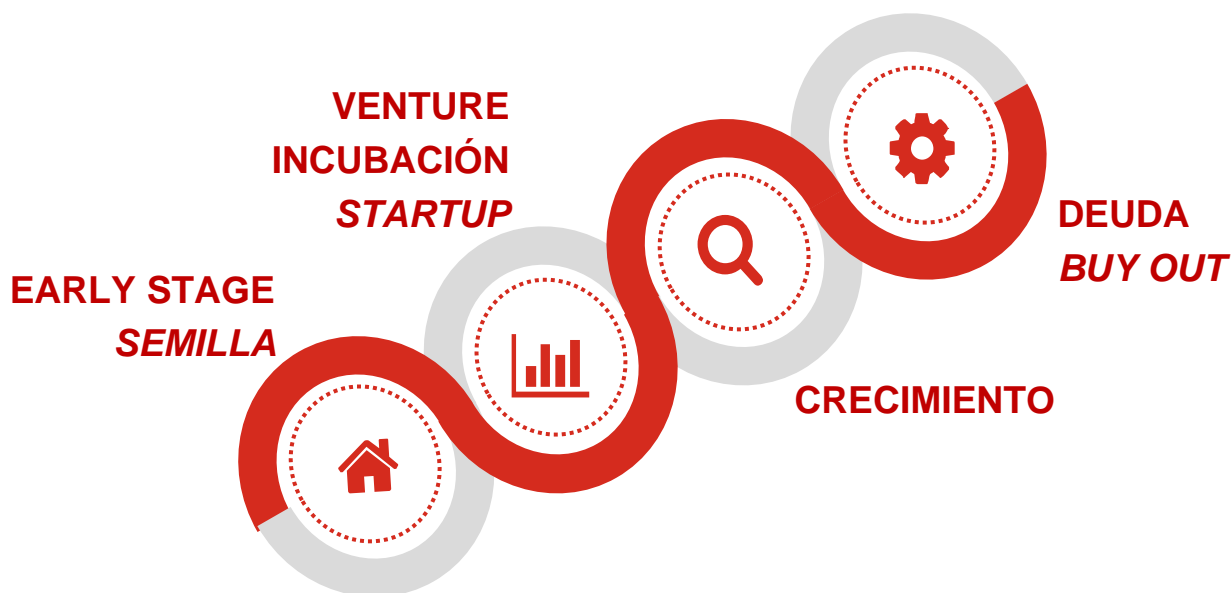 EARLY STAGE
SEMILLA
VENTURE
INCUBACIÓN
STARTUP
CRECIMIENTO
DEUDA
BUY OUT